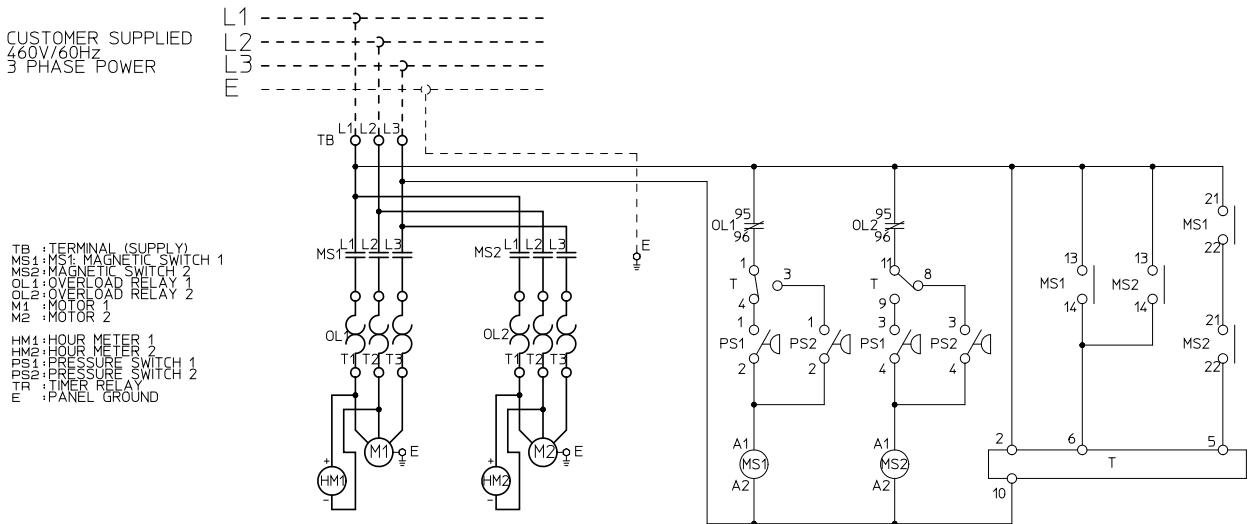 CUSTOMER SUPPLIED
460V/60Hz
3 PHASE POWER
L1
L2
L3
E
TB
L1 L2 L3
TB :TERMINAL (SUPPLY)
MS1:MS1: MAGNETIC SWITCH 1
MS2:MAGNETIC SWITCH 2
OL1:OVERLOAD RELAY 1
OL2:OVERLOAD RELAY 2
M1 :MOTOR 1
M2 :MOTOR 2
HM1:HOUR METER 1
HM2:HOUR METER 2
PS1:PRESSURE SWITCH 1
PS2:PRESSURE SWITCH 2
TR :TIMER RELAY
E :PANEL GROUND
MS1 L1 L2 L3
MS2 L1 L2 L3
E
OL1
T1 T2 T3
OL2
T1 T2 T3
M1 E
M2 E
+ HM1 -
+ HM2 -
OL1 95
96
OL2 95
96
1
T 3
4
11
T 8
9
1 1
PS1 PS2
2 2
3 3
PS1 PS2
4 4
A1
MS1
A2
A1
MS2
A2
13 13
MS1 MS2
14 14
21
MS1
22
21
MS2
22
2 6 5
T
10